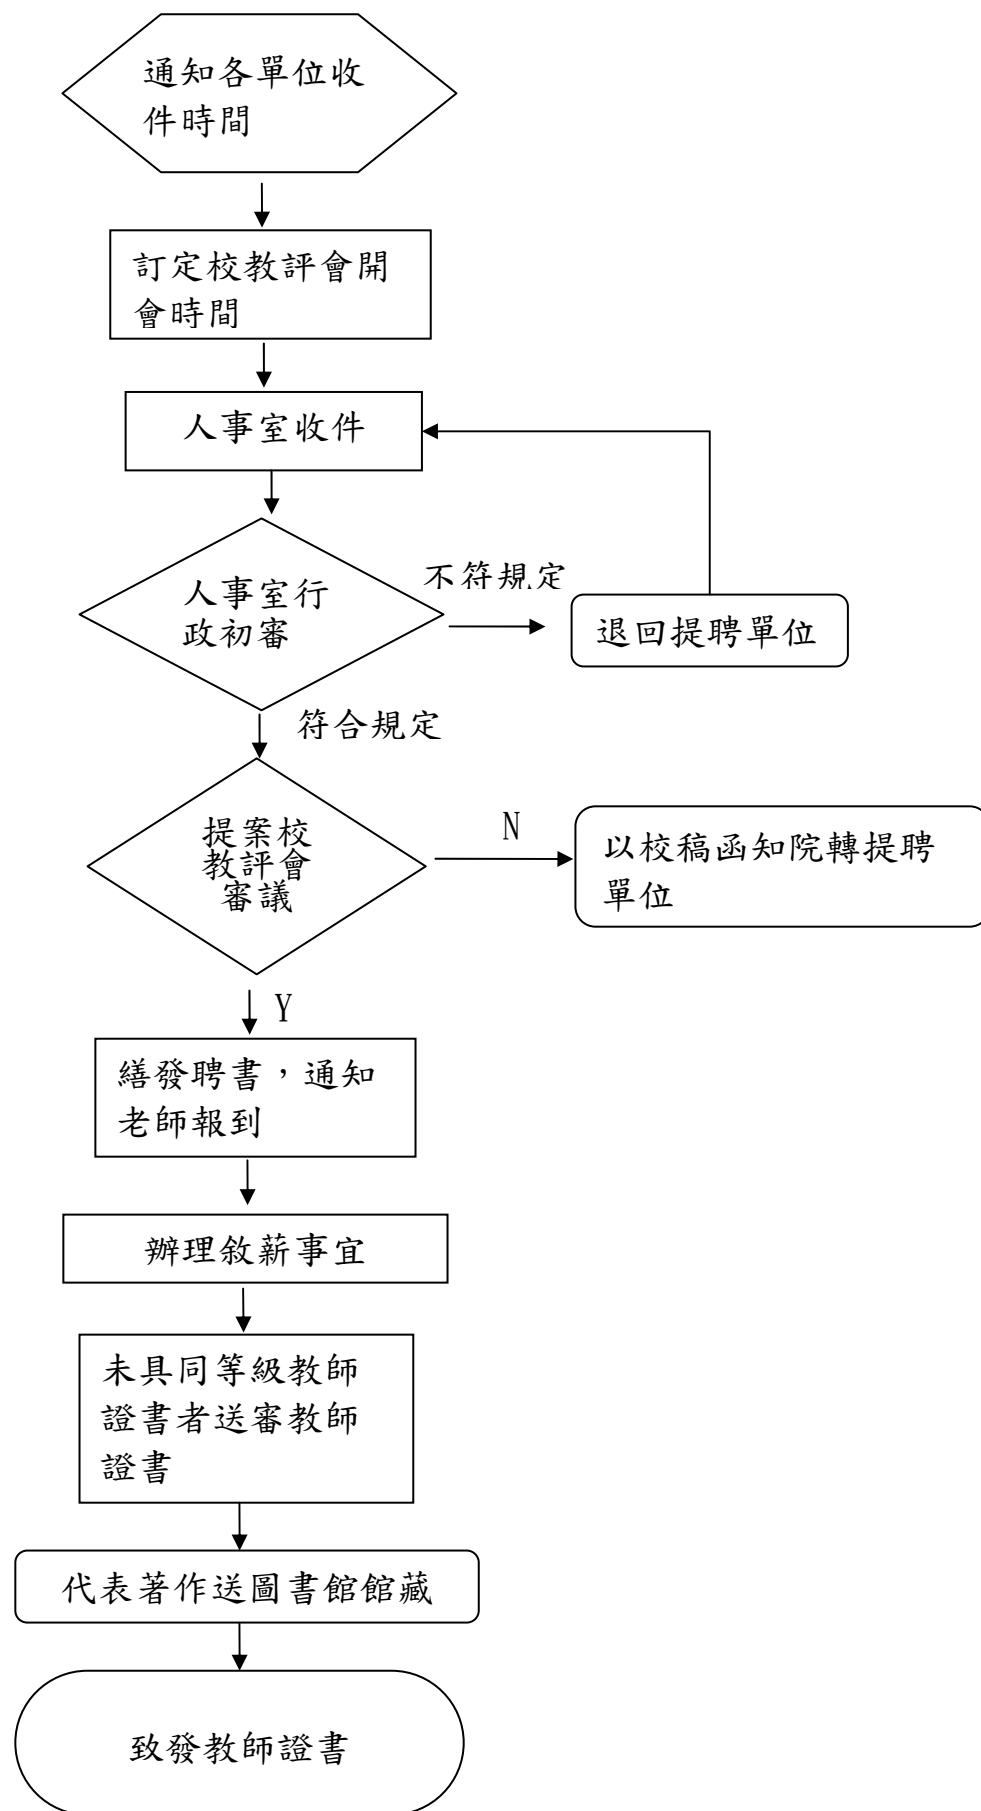 通知各單位收
件時間
訂定校教評會開
會時間
人事室收件
人事室行
政初審
不符規定
退回提聘單位
符合規定
提案校
教評會
審議
N
以校稿函知院轉提聘
單位
Y
繕發聘書，通知
老師報到
辦理敘薪事宜
未具同等級教師
證書者送審教師
證書
代表著作送圖書館館藏
致發教師證書